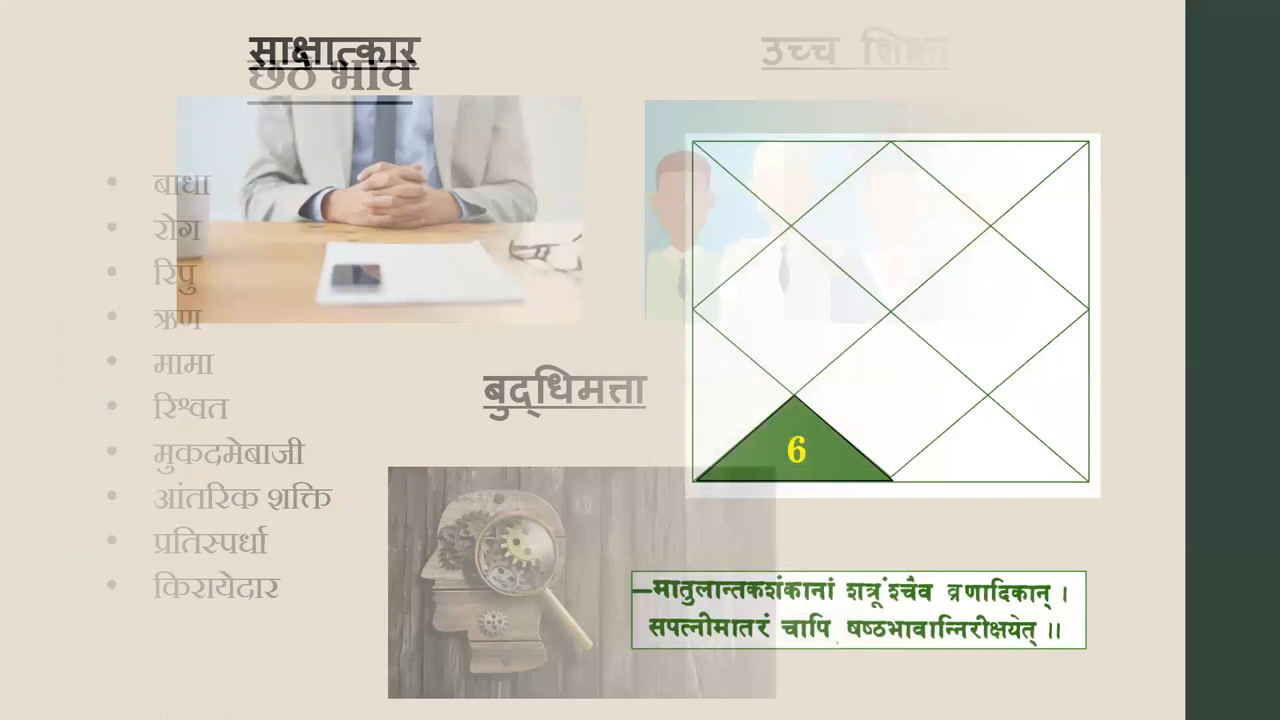 साक्षात्कार
छठे भाव
उच्च शिक्षा
बाधा
रोग
रिपु
ऋण
मामा
रिश्वत
मुकदमेबाजी
आंतरिक शक्ति
प्रतिस्पर्धा
किरायेदार
बुद्धिमत्ता
6
—मातुलान्तकशंकानां शत्रूंश्चैव व्रणादिकान् ।
सपत्नीमातरं चापि षष्ठभावान्निरीक्षयेत् ।।